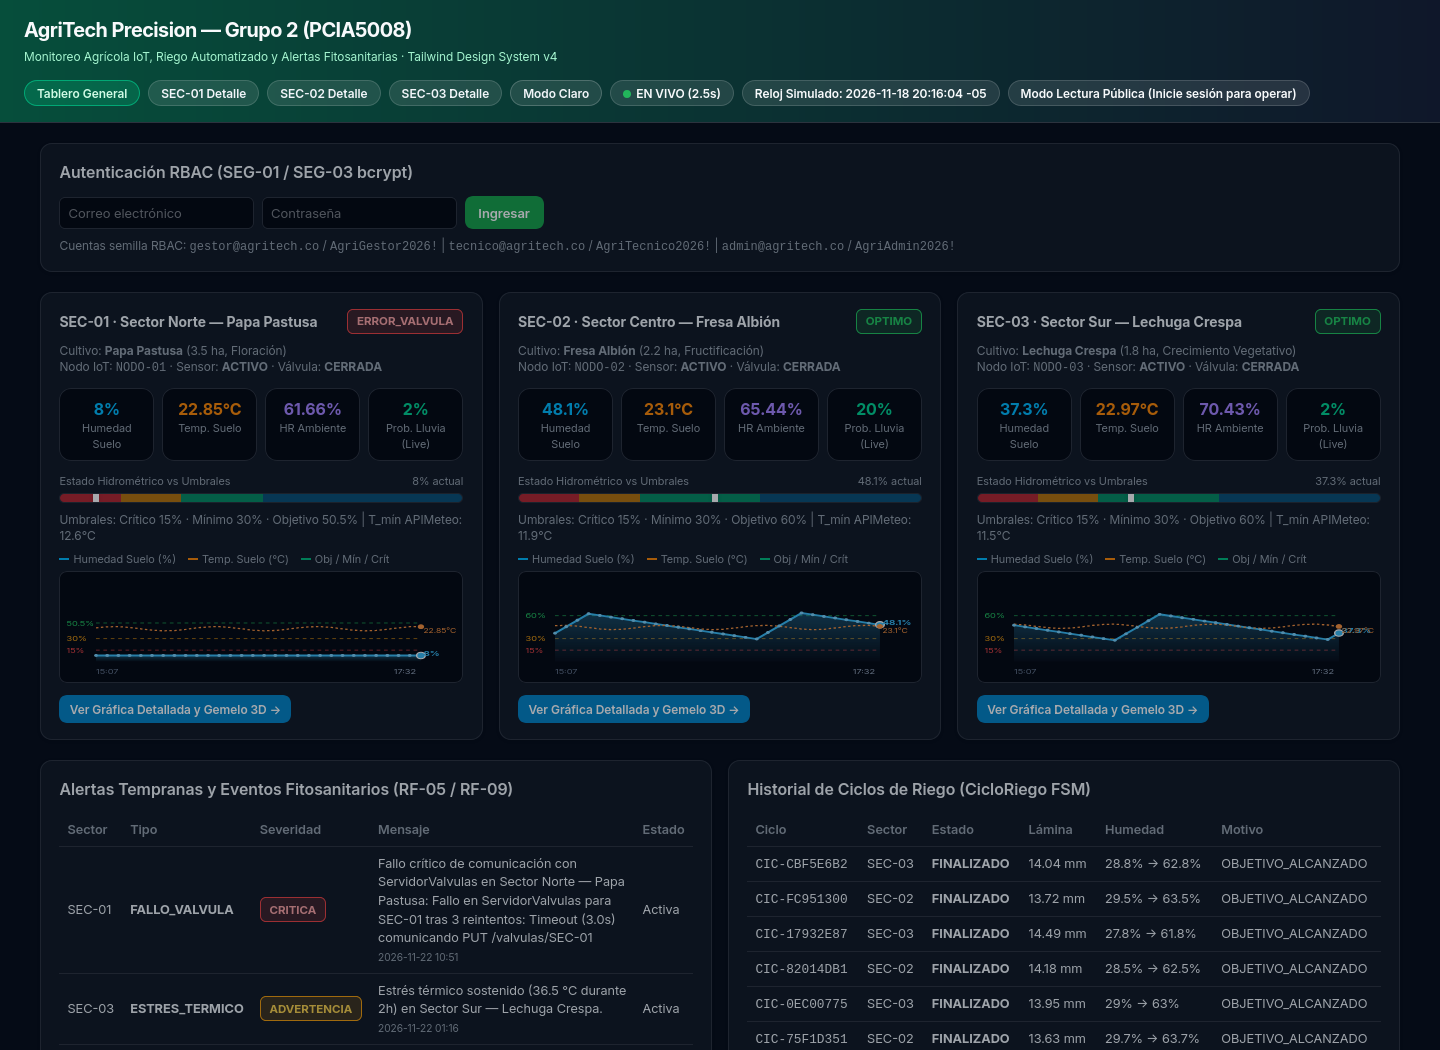 AgriTech Precision — Grupo 2 (PCIA5008)
Monitoreo Agrícola IoT, Riego Automatizado y Alertas Fitosanitarias · Tailwind Design System v4
Tablero General
SEC-01 Detalle
SEC-02 Detalle
SEC-03 Detalle
Modo Claro
EN VIVO (2.5s)
Reloj Simulado: 2026-11-18 20:16:04 -05
Modo Lectura Pública (Inicie sesión para operar)
Autenticación RBAC (SEG-01 / SEG-03 bcrypt)
Correo electrónico
Contraseña
Ingresar
Cuentas semilla RBAC: gestor@agritech.co / AgriGestor2026! | tecnico@agritech.co / AgriTecnico2026! | admin@agritech.co / AgriAdmin2026!
SEC-01 · Sector Norte — Papa Pastusa
ERROR_VALVULA
Cultivo: Papa Pastusa (3.5 ha, Floración)
Nodo IoT: NODO-01 · Sensor: ACTIVO · Válvula: CERRADA
8%
Humedad
Suelo
22.85°C
Temp. Suelo
61.66%
HR Ambiente
2%
Prob. Lluvia
(Live)
Estado Hidrométrico vs Umbrales
8% actual
Umbrales: Crítico 15% · Mínimo 30% · Objetivo 50.5% | T_mín APIMeteo:
12.6°C
Humedad Suelo (%)
Temp. Suelo (°C)
Obj / Mín / Crít
50.5%
30%
15%
22.85°C
8%
15-07
17:32
Ver Gráfica Detallada y Gemelo 3D →
SEC-02 · Sector Centro — Fresa Albión
OPTIMO
Cultivo: Fresa Albión (2.2 ha, Fructificación)
Nodo IoT: NODO-02 · Sensor: ACTIVO · Válvula: CERRADA
48.1%
Humedad
Suelo
23.1°C
Temp. Suelo
65.44%
HR Ambiente
20%
Prob. Lluvia
(Live)
Estado Hidrométrico vs Umbrales
48.1% actual
Umbrales: Crítico 15% · Mínimo 30% · Objetivo 60% | T_mín APIMeteo:
11.9°C
Humedad Suelo (%)
Temp. Suelo (°C)
Obj / Mín / Crít
60%
30%
15%
48.1%
23.1°C
15-07
17:32
Ver Gráfica Detallada y Gemelo 3D →
SEC-03 · Sector Sur — Lechuga Crespa
OPTIMO
Cultivo: Lechuga Crespa (1.8 ha, Crecimiento Vegetativo)
Nodo IoT: NODO-03 · Sensor: ACTIVO · Válvula: CERRADA
37.3%
Humedad
Suelo
22.97°C
Temp. Suelo
70.43%
HR Ambiente
2%
Prob. Lluvia
(Live)
Estado Hidrométrico vs Umbrales
37.3% actual
Umbrales: Crítico 15% · Mínimo 30% · Objetivo 60% | T_mín APIMeteo:
11.5°C
Humedad Suelo (%)
Temp. Suelo (°C)
Obj / Mín / Crít
60%
30%
15%
37.3%
15-07
17:32
Ver Gráfica Detallada y Gemelo 3D →
Alertas Tempranas y Eventos Fitosanitarios (RF-05 / RF-09)
Sector Tipo Severidad Mensaje Estado
SEC-01 FALLO_VALVULA CRITICA
Fallo crítico de comunicación con
ServidorValvulas en Sector Norte — Papa
Pastusa: Fallo en ServidorValvulas para
SEC-01 tras 3 reintentos: Timeout (3.0s)
comunicando PUT /valvulas/SEC-01
2026-11-22 10:51
Activa
SEC-03 ESTRES_TERMICO ADVERTENCIA
Estrés térmico sostenido (36.5 °C durante
2h) en Sector Sur — Lechuga Crespa.
2026-11-22 01:16
Activa
Historial de Ciclos de Riego (CicloRiego FSM)
Ciclo Sector Estado Lámina Humedad Motivo
CIC-CBF5E6B2 SEC-03 FINALIZADO 14.04 mm 28.8% → 62.8% OBJETIVO_ALCANZADO
CIC-FC951300 SEC-02 FINALIZADO 13.72 mm 29.5% → 63.5% OBJETIVO_ALCANZADO
CIC-17932E87 SEC-03 FINALIZADO 14.49 mm 27.8% → 61.8% OBJETIVO_ALCANZADO
CIC-82014DB1 SEC-02 FINALIZADO 14.18 mm 28.5% → 62.5% OBJETIVO_ALCANZADO
CIC-0EC00775 SEC-03 FINALIZADO 13.95 mm 29% → 63% OBJETIVO_ALCANZADO
CIC-75F1D351 SEC-02 FINALIZADO 13.63 mm 29.7% → 63.7% OBJETIVO_ALCANZADO